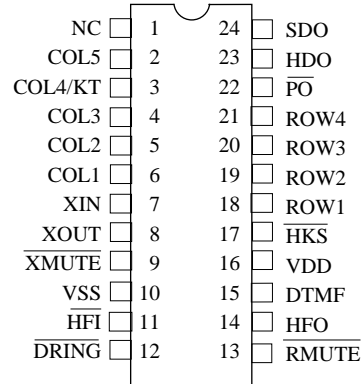 NC 1 24 SDO
COL5 2 23 HDO
COL4/KT 3 22 PO
COL3 4 21 ROW4
COL2 5 20 ROW3
COL1 6 19 ROW2
XIN 7 18 ROW1
XOUT 8 17 HKS
XMUTE 9 16 VDD
VSS 10 15 DTMF
HFI 11 14 HFO
DRING 12 13 RMUTE